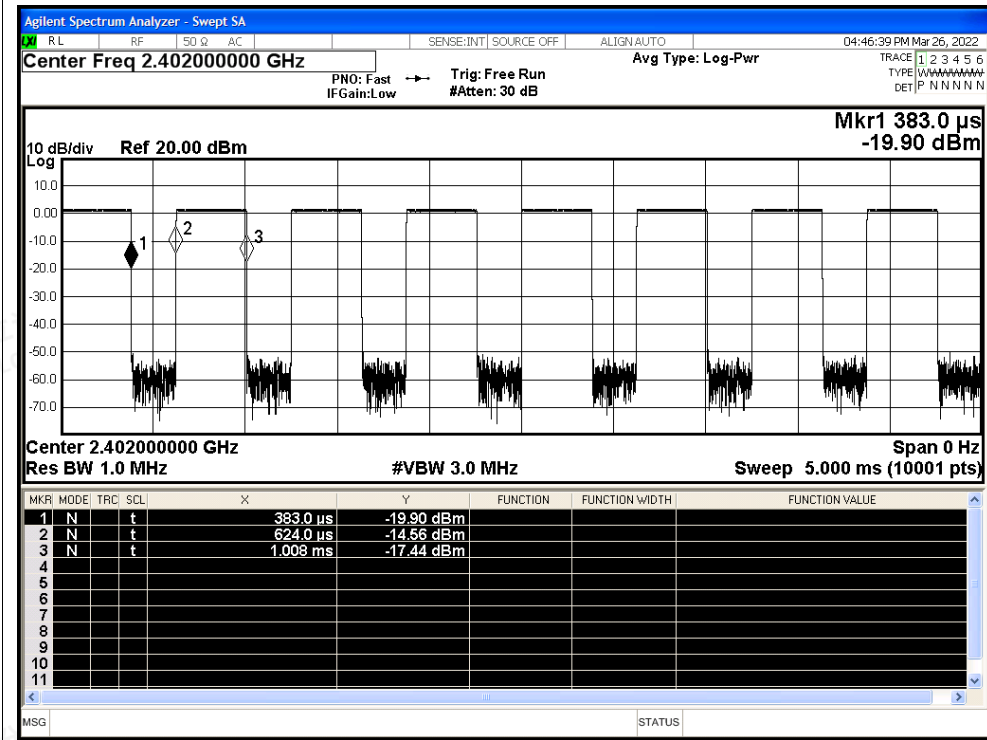 Agilent Spectrum Analyzer - Swept SA
LXI RL RF 50 Ω AC SENSE:INT SOURCE OFF ALIGN AUTO 04:46:39 PM Mar 26, 2022
Center Freq 2.402000000 GHz Avg Type: Log-Pwr TRACE 1 2 3 4 5 6
PNO: Fast Trig: Free Run TYPE WWWWWW
IFGain:Low #Atten: 30 dB DET P N N N N N
Mkr1 383.0 µs
10 dB/div Ref 20.00 dBm -19.90 dBm
Log
10.0
0.00
-10.0 1 2 3
-20.0
-30.0
-40.0
-50.0
-60.0
-70.0
Center 2.402000000 GHz Span 0 Hz
Res BW 1.0 MHz #VBW 3.0 MHz Sweep 5.000 ms (10001 pts)
MKR MODE TRC SCL X Y FUNCTION FUNCTION WIDTH FUNCTION VALUE
1 N t 383.0 µs -19.90 dBm
2 N t 624.0 µs -14.56 dBm
3 N t 1.008 ms -17.44 dBm
4
5
6
7
8
9
10
11
MSG STATUS